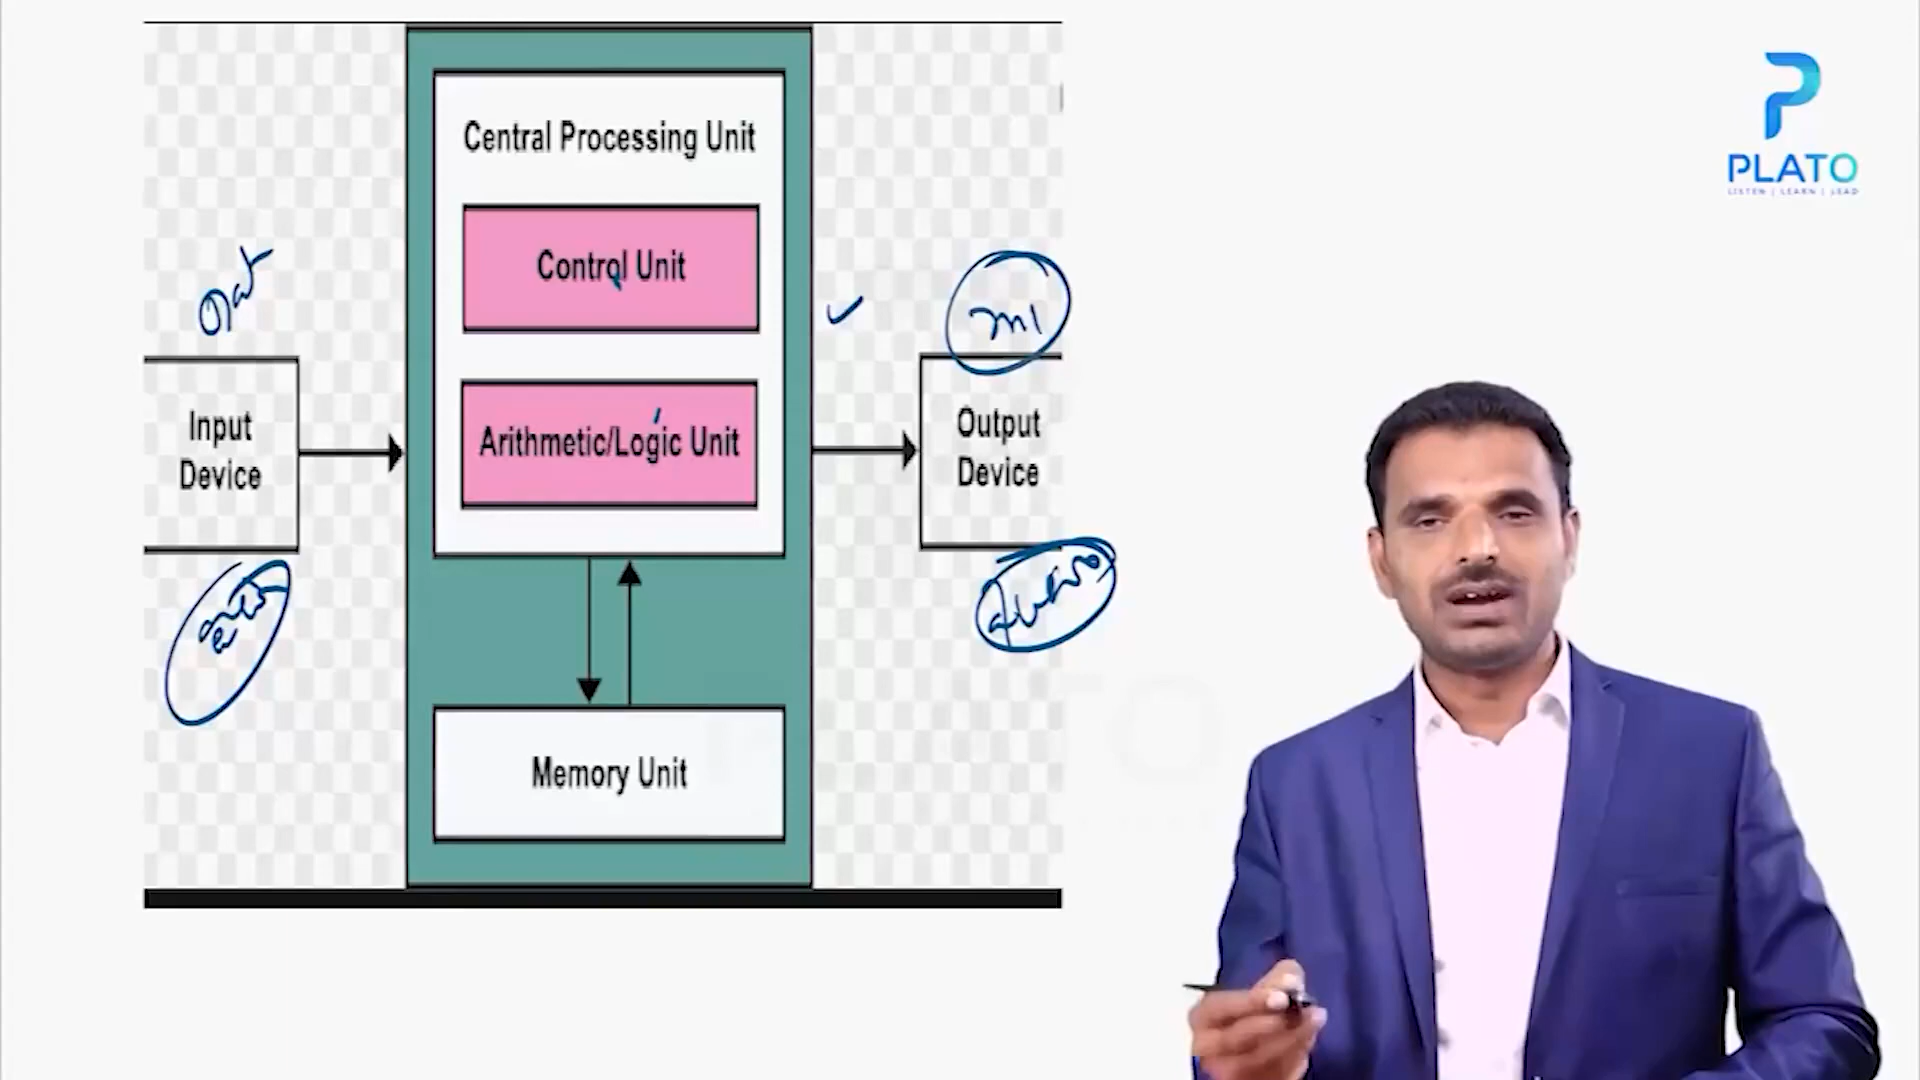 PLATO
LISTEN | LEARN | LEAD
Central Processing Unit
Control Unit
Arithmetic/Logic Unit
Input
Device
Output
Device
Memory Unit